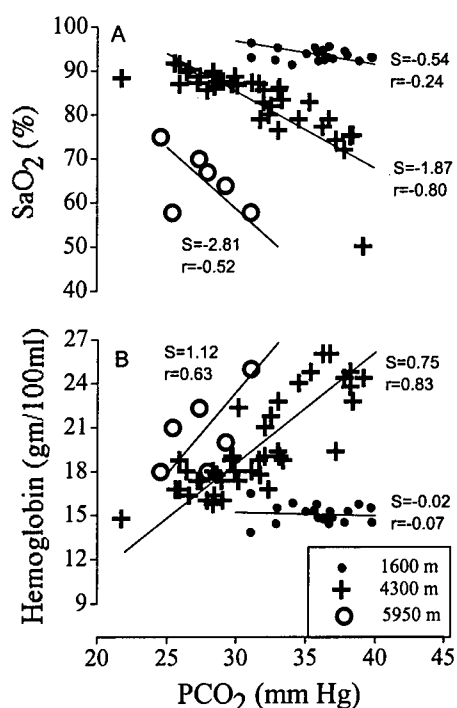 A
SaO2 (%)
100
90
80
70
60
50
40
S=-0.54
r=-0.24
S=-1.87
r=-0.80
S=-2.81
r=-0.52
B
Hemoglobin (gm/100ml)
27
24
21
18
15
12
9
S=1.12
r=0.63
S=0.75
r=0.83
S=-0.02
r=-0.07
1600 m
4300 m
5950 m
20 25 30 35 40 45
PCO2 (mm Hg)